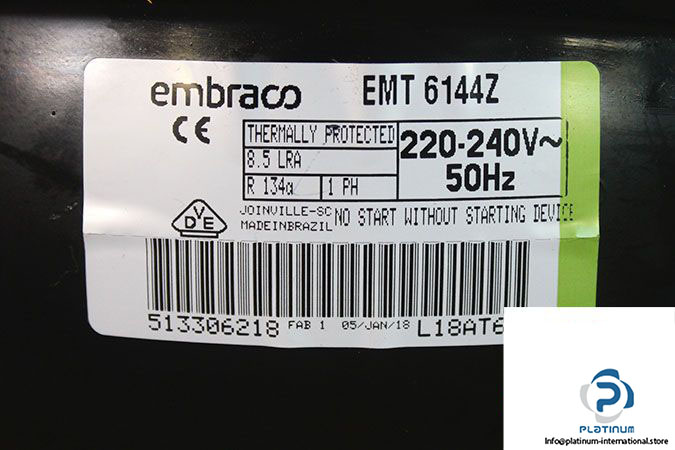 embraco EMT 6144Z
CE
THERMALLY PROTECTED
8.5 LRA
R 134a 1 PH
220-240V~
50Hz
VDE
JOINVILLE-SC
MADEINBRAZIL
NO START WITHOUT STARTING DEVICE
513306218 FAB 1 05/JAN/18 L18AT6
P
PLATINUM
Info@platinum-international.store